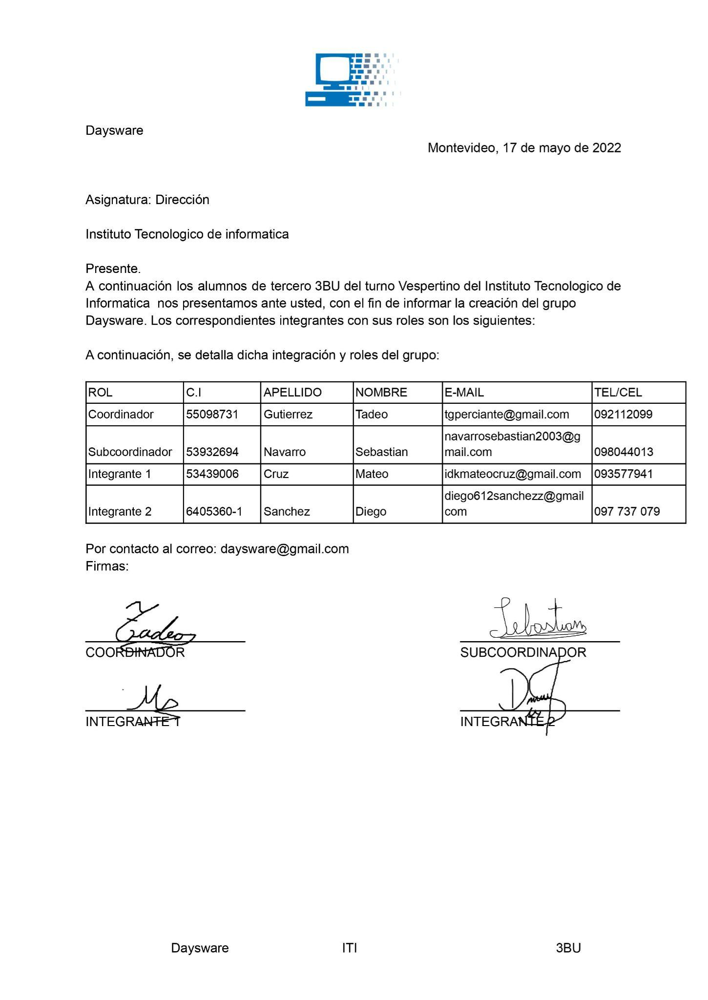 Daysware
Montevideo, 17 de mayo de 2022
Asignatura: Dirección
Instituto Tecnologico de informatica
Presente.
A continuación los alumnos de tercero 3BU del turno Vespertino del Instituto Tecnologico de
Informatica  nos presentamos ante usted, con el fin de informar la creación del grupo
Daysware. Los correspondientes integrantes con sus roles son los siguientes:
A continuación, se detalla dicha integración y roles del grupo:
ROL C.I APELLIDO NOMBRE E-MAIL TEL/CEL
Coordinador 55098731 Gutierrez Tadeo tgperciante@gmail.com 092112099
navarrosebastian2003@g
Subcoordinador 53932694 Navarro Sebastian mail.com 098044013
Integrante 1 53439006 Cruz Mateo idkmateocruz@gmail.com 093577941
diego612sanchezz@gmail
Integrante 2 6405360-1 Sanchez Diego com 097 737 079
Por contacto al correo: daysware@gmail.com
Firmas:
Tadeo Sebastian
COORDINADOR SUBCOORDINADOR
INTEGRANTE 1 INTEGRANTE 2
Daysware ITI 3BU